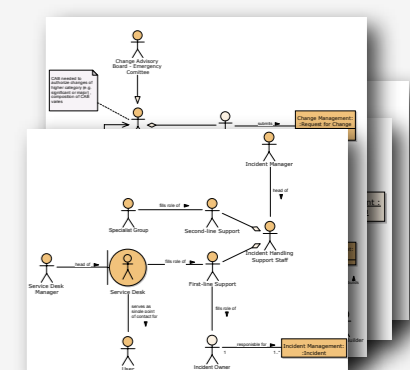 Change Advisory
Board - Emergency
Comittee
CAB needed to
authorize changes of
higher category (e.g.
significant or major),
composition of CAB
varies
submits
Change Management:
:Request for Change
Incident Manager
head of
fills role of
Specialist Group
Second-line Support
Incident Handling
Support Staff
head of
fills role of
Service Desk
Manager
Service Desk
First-line Support
serves as
single point
of contact for
fills role of
responsible for
1
1..*
Incident Management:
:Incident
User
Incident Owner